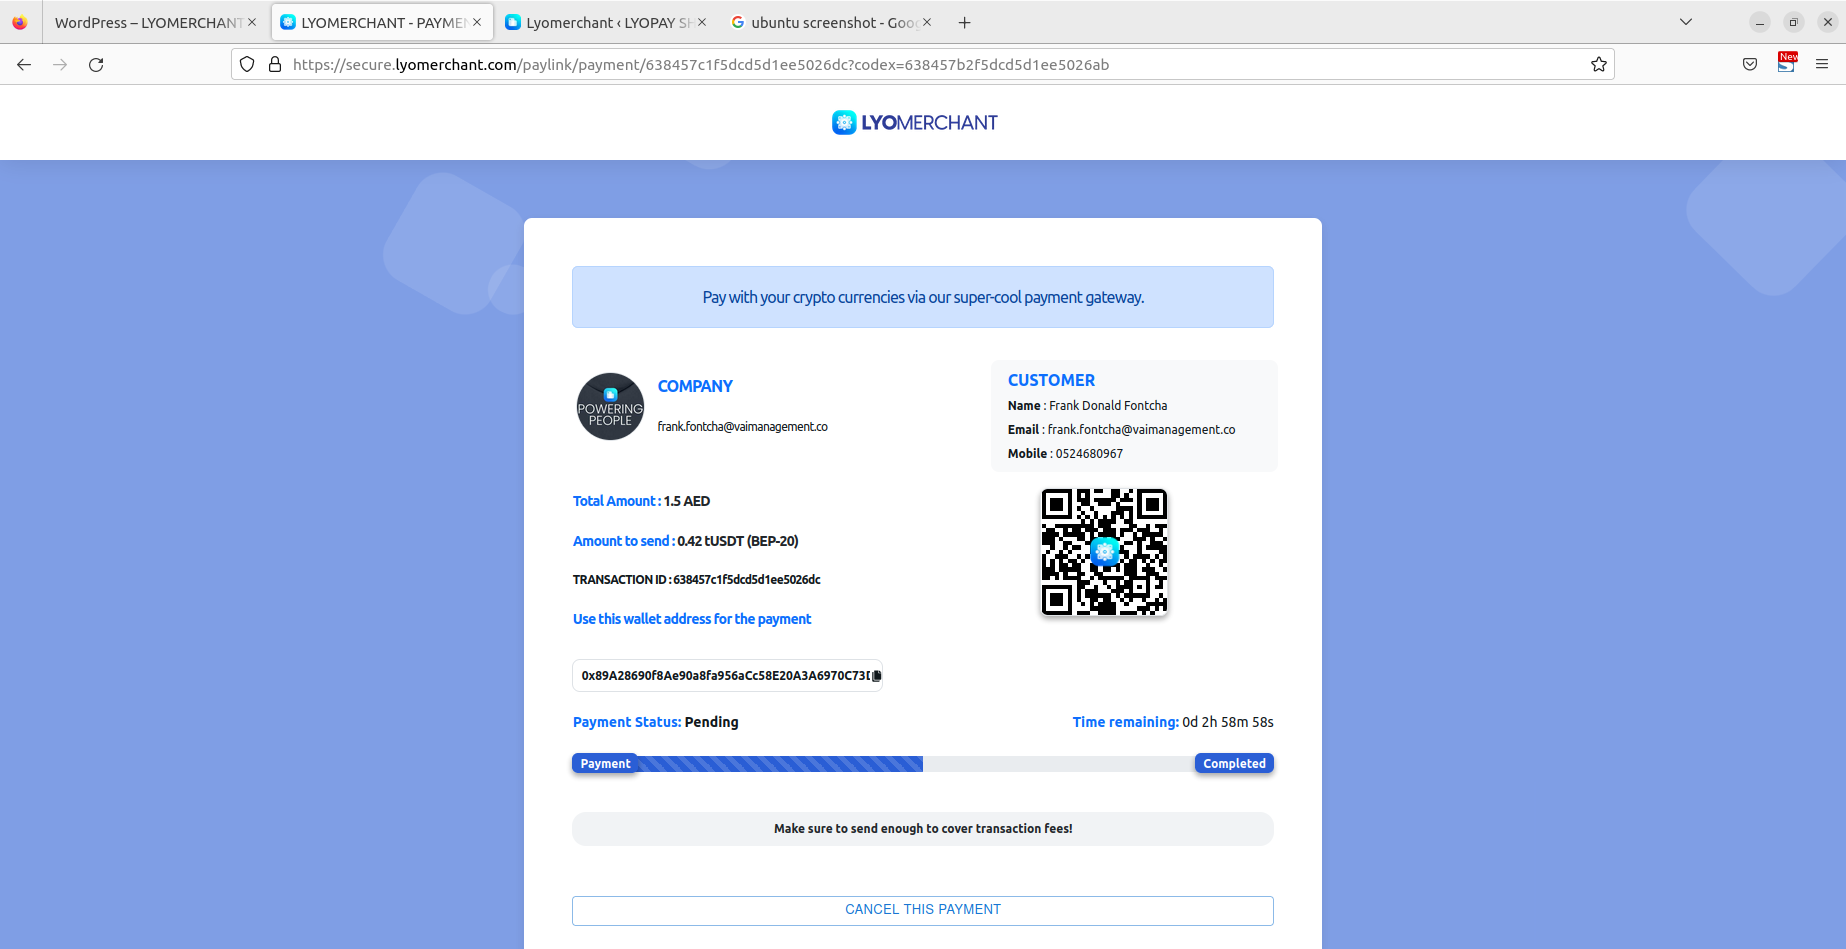 WordPress – LYOMERCHANT
LYOMERCHANT - PAYMEN
Lyomerchant ‹ LYOPAY SH
ubuntu screenshot - Goog
https://secure.lyomerchant.com/paylink/payment/638457c1f5dcd5d1ee5026dc?codex=638457b2f5dcd5d1ee5026ab
New
LYOMERCHANT
Pay with your crypto currencies via our super-cool payment gateway.
POWERING
PEOPLE
COMPANY
frank.fontcha@vaimanagement.co
CUSTOMER
Name : Frank Donald Fontcha
Email : frank.fontcha@vaimanagement.co
Mobile : 0524680967
Total Amount : 1.5 AED
Amount to send : 0.42 tUSDT (BEP-20)
TRANSACTION ID : 638457c1f5dcd5d1ee5026dc
Use this wallet address for the payment
0x89A28690f8Ae90a8fa956aCc58E20A3A6970C73
Payment Status: Pending
Time remaining: 0d 2h 58m 58s
Payment
Completed
Make sure to send enough to cover transaction fees!
CANCEL THIS PAYMENT